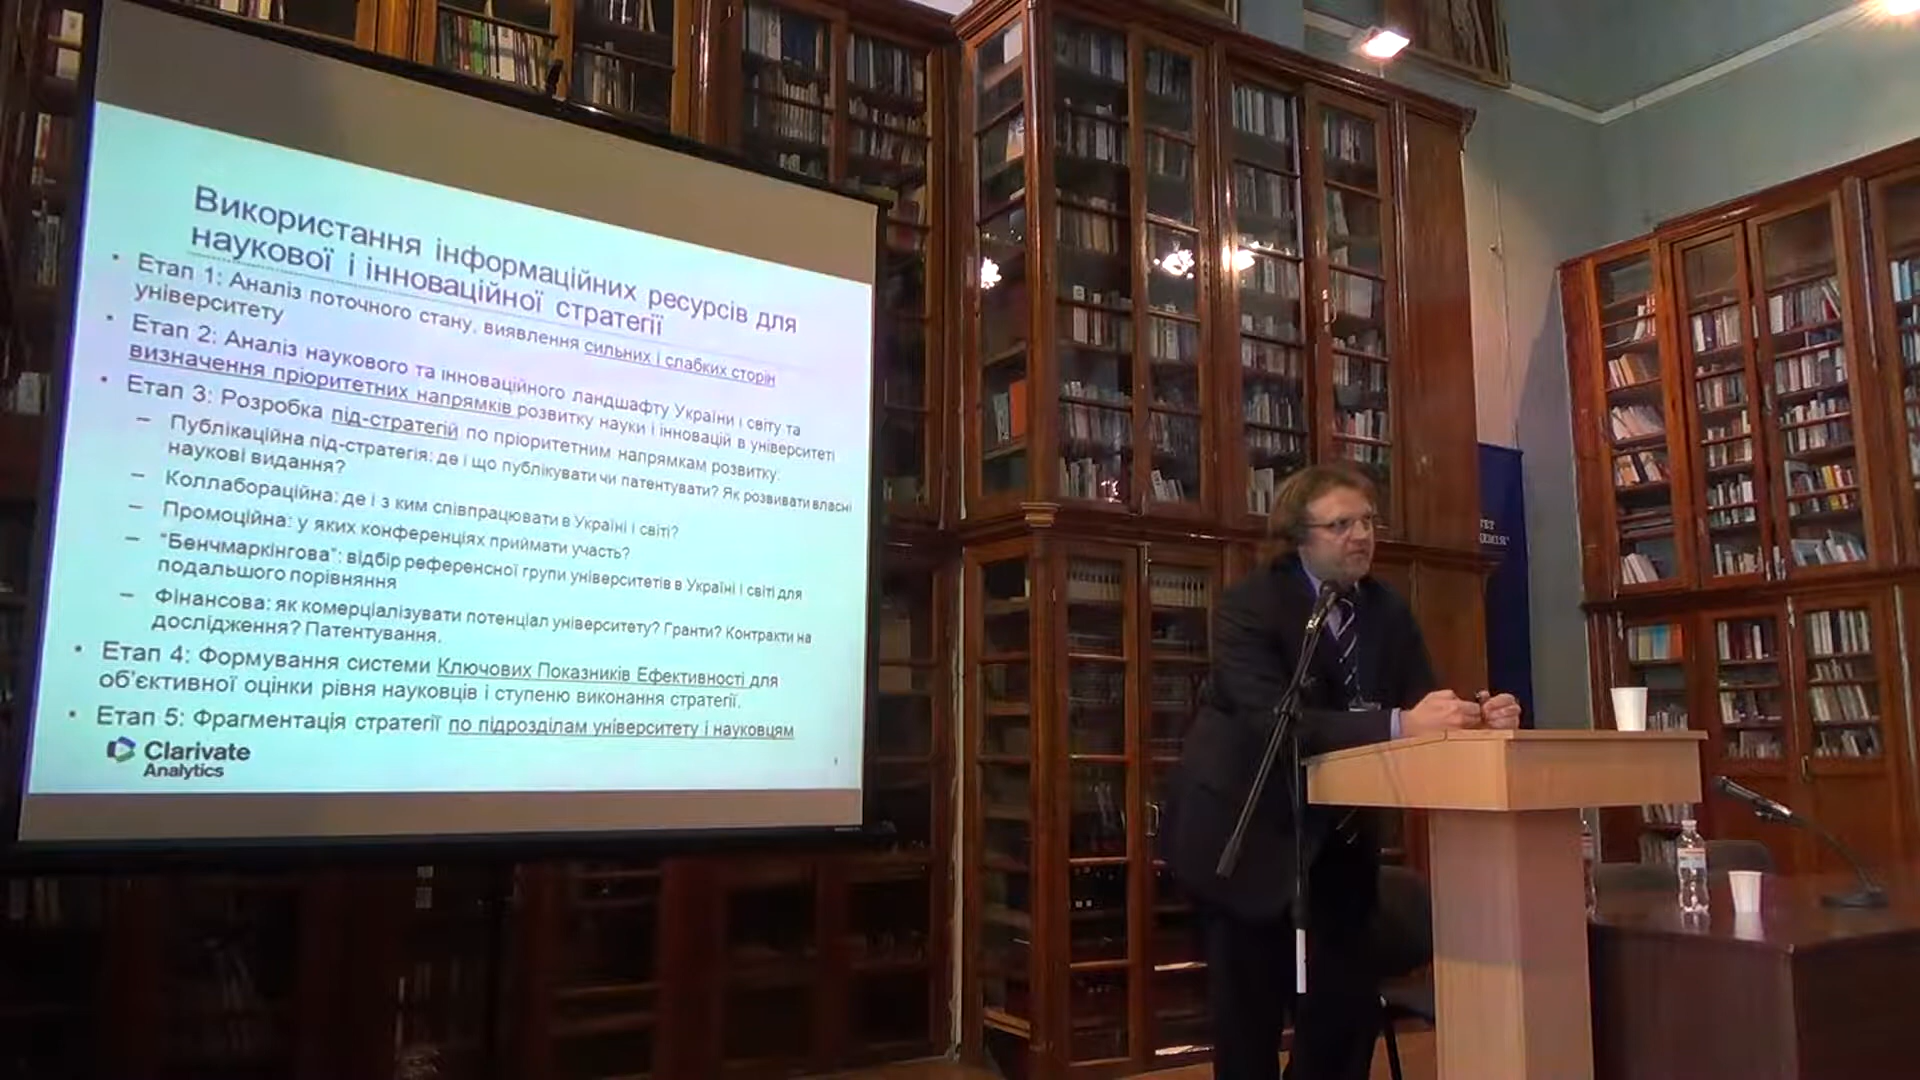 Використання інформаційних ресурсів для
наукової і інноваційної стратегії
• Етап 1: Аналіз поточного стану, виявлення сильних і слабких сторін
університету
• Етап 2: Аналіз наукового та інноваційного ландшафту України і світу та
визначення пріоритетних напрямків розвитку науки і інновацій в університеті
• Етап 3: Розробка під-стратегій по пріоритетним напрямкам розвитку:
– Публікаційна під-стратегія: де і що публікувати чи патентувати? Як розвивати власні
наукові видання?
– Коллабораційна: де і з ким співпрацювати в Україні і світі?
– Промоційна: у яких конференціях приймати участь?
– "Бенчмаркінгова": відбір референсної групи університетів в Україні і світі для
подальшого порівняння
– Фінансова: як комерціалізувати потенціал університету? Гранти? Контракти на
дослідження? Патентування.
• Етап 4: Формування системи Ключових Показників Ефективності для
об'єктивної оцінки рівня науковців і ступеню виконання стратегії.
• Етап 5: Фрагментація стратегії по підрозділам університету і науковцям
Clarivate
Analytics